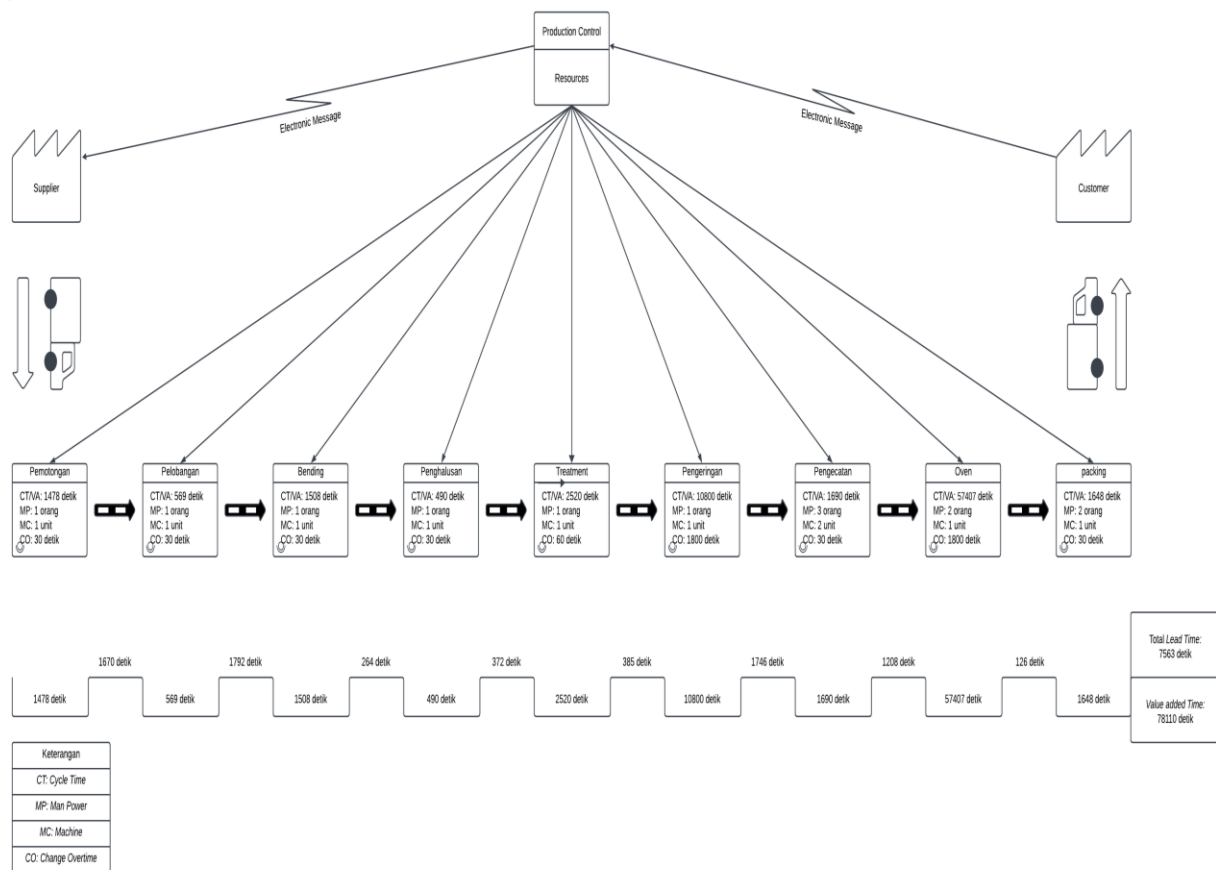 Production Control
Resources
Electronic Message
Electronic Message
Supplier
Customer
Pemotongan
CT/VA: 1478 detik
MP: 1 orang
MC: 1 unit
CO: 30 detik
Pelobangan
CT/VA: 569 detik
MP: 1 orang
MC: 1 unit
CO: 30 detik
Bending
CT/VA: 1508 detik
MP: 1 orang
MC: 1 unit
CO: 30 detik
Penghalusan
CT/VA: 490 detik
MP: 1 orang
MC: 1 unit
CO: 30 detik
Treatment
CT/VA: 2520 detik
MP: 1 orang
MC: 1 unit
CO: 60 detik
Pengeringan
CT/VA: 10800 detik
MP: 1 orang
MC: 1 unit
CO: 1800 detik
Pengecatan
CT/VA: 1690 detik
MP: 3 orang
MC: 2 unit
CO: 30 detik
Oven
CT/VA: 57407 detik
MP: 2 orang
MC: 1 unit
CO: 1800 detik
packing
CT/VA: 1648 detik
MP: 2 orang
MC: 1 unit
CO: 30 detik
1670 detik
1792 detik
264 detik
372 detik
385 detik
1746 detik
1208 detik
126 detik
1478 detik
569 detik
1508 detik
490 detik
2520 detik
10800 detik
1690 detik
57407 detik
1648 detik
Total Lead Time:
7563 detik
Value added Time:
78110 detik
Keterangan
CT: Cycle Time
MP: Man Power
MC: Machine
CO: Change Overtime